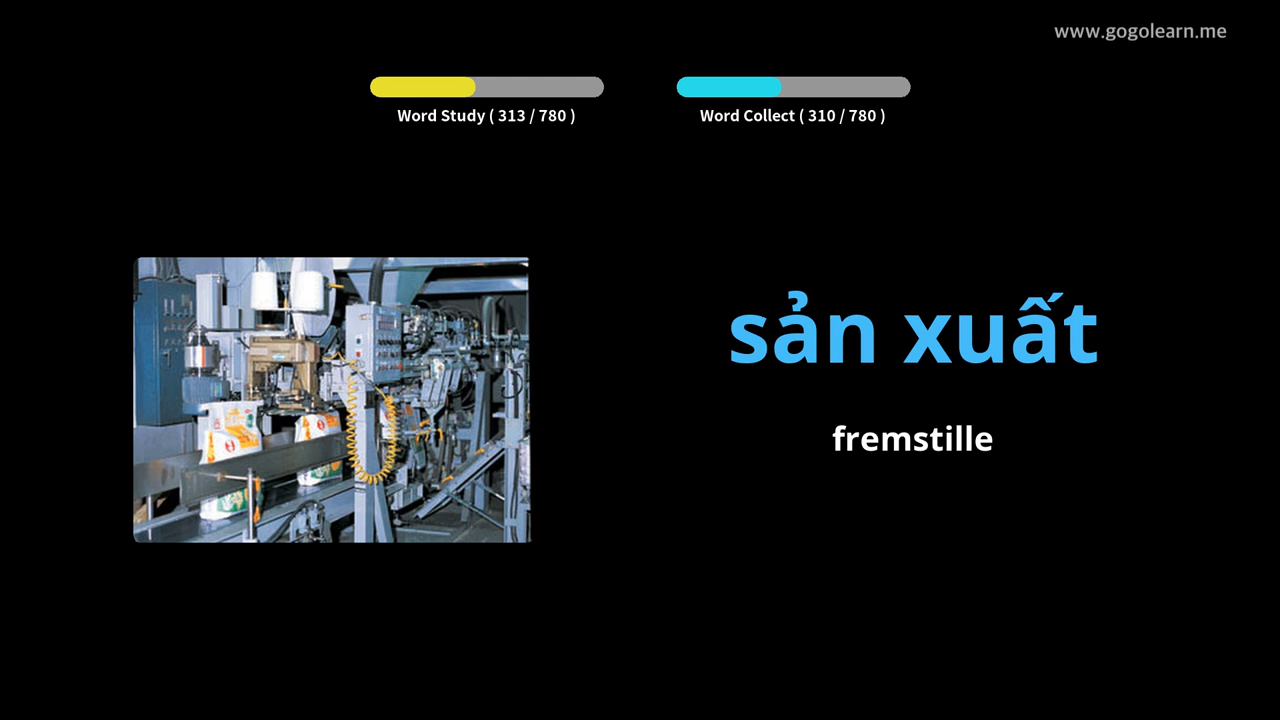 www.gogolearn.me
Word Study ( 313 / 780 )
Word Collect ( 310 / 780 )
sản xuất
fremstille